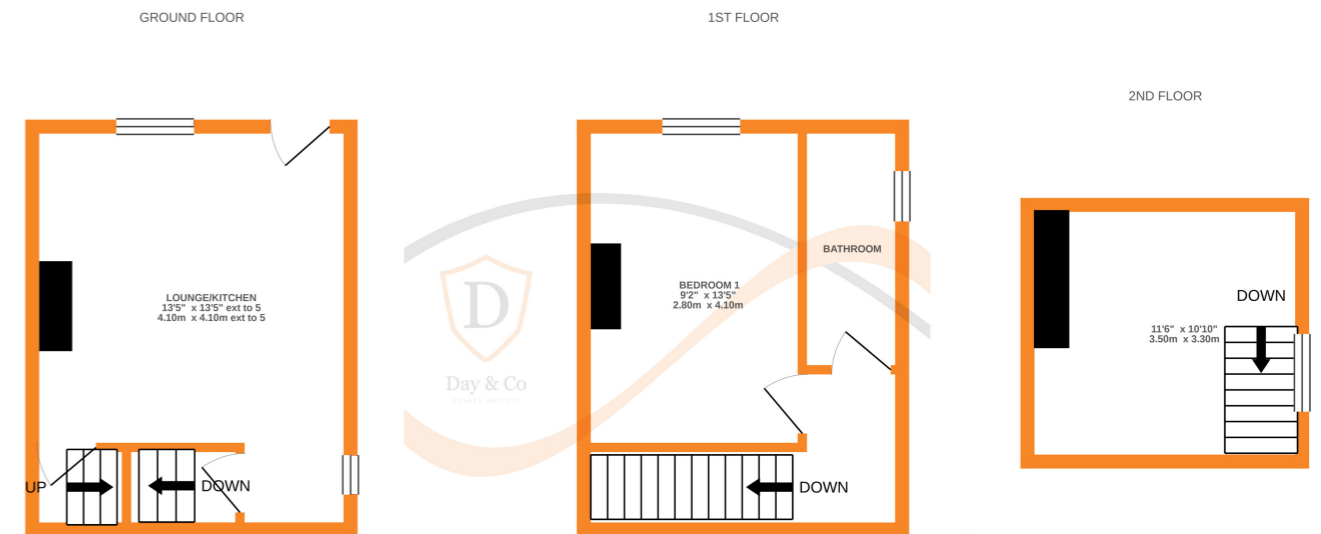 GROUND FLOOR
1ST FLOOR
2ND FLOOR
LOUNGE/KITCHEN
13'5" x 13'5" ext to 5
4.10m x 4.10m ext to 5
UP
DOWN
BEDROOM 1
9'2" x 13'5"
2.80m x 4.10m
BATHROOM
DOWN
D
Day & Co
ESTATE AGENTS
DOWN
11'6" x 10'10"
3.50m x 3.30m